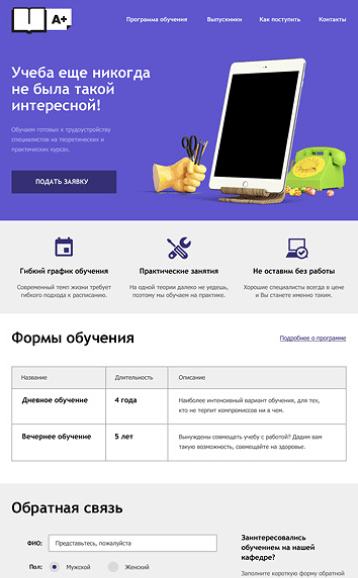 A+
Программа обучения Выпускники Как поступить Контакты
Учеба еще никогда
не была такой
интересной!
Обучаем готовых к трудоустройству
специалистов на теоретических и
практических курсах.
ПОДАТЬ ЗАЯВКУ
Гибкий график обучения
Современный темп жизни требует
гибкого подхода к расписанию.
Практические занятия
На одной теории далеко не уедешь,
поэтому мы обучаем на практике.
Не оставим без работы
Хорошие специалисты всегда в цене
и Вы станете именно таким.
Формы обучения
Подробнее о программе
Название Длительность Описание
Дневное обучение 4 года Наиболее интенсивный вариант обучения, для тех,
кто не терпит компромиссов ни в чем.
Вечернее обучение 5 лет Вынуждены совмещать учебу с работой? Дадим вам
такую возможность, совмещайте на здоровье.
Обратная связь
ФИО: Представьтесь, пожалуйста
Пол: Мужской Женский
Заинтересовались
обучением на нашей
кафедре?
Заполните короткую форму обратной